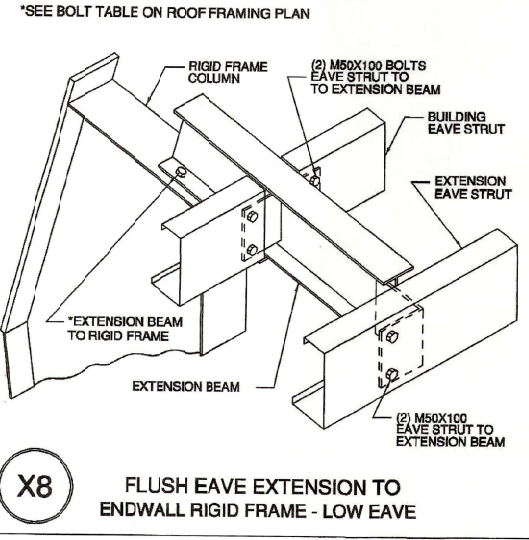 *SEE BOLT TABLE ON ROOF FRAMING PLAN
RIGID FRAME
COLUMN
(2) M50X100 BOLTS
EAVE STRUT TO
TO EXTENSION BEAM
BUILDING
EAVE STRUT
EXTENSION
EAVE STRUT
*EXTENSION BEAM
TO RIGID FRAME
EXTENSION BEAM
(2) M50X100
EAVE STRUT TO
EXTENSION BEAM
X8
FLUSH EAVE EXTENSION TO
ENDWALL RIGID FRAME - LOW EAVE